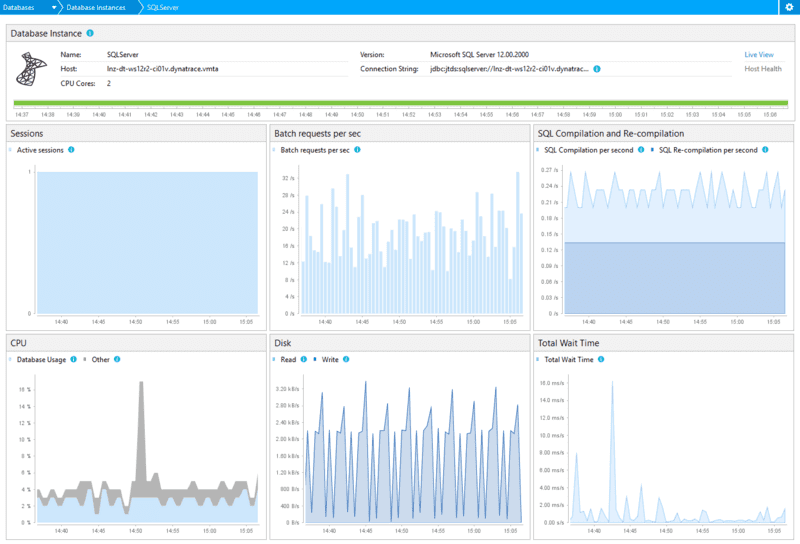 Databases Database Instances SQLServer
Database Instance
Name: SQLServer Version: Microsoft SQL Server 12.00.2000 Live View
Host: lnz-dt-ws12r2-ci01v.dynatrace.vmta Connection String: jdbc:jtds:sqlserver://lnz-dt-ws12r2-ci01v.dynatrac... Host Health
CPU Cores: 2
14:37 14:38 14:39 14:40 14:41 14:42 14:43 14:44 14:45 14:46 14:47 14:48 14:49 14:50 14:51 14:52 14:53 14:54 14:55 14:56 14:57 14:58 14:59 15:00 15:01 15:02 15:03 15:04 15:05 15:06
Sessions
Active sessions
1
0
14:40 14:45 14:50 14:55 15:00 15:05
Batch requests per sec
Batch requests per sec
32 /s
28 /s
24 /s
20 /s
16 /s
12 /s
8 /s
4 /s
0 /s
14:40 14:45 14:50 14:55 15:00 15:05
SQL Compilation and Re-compilation
SQL Compilation per second SQL Re-compilation per second
0.27 /s
0.24 /s
0.21 /s
0.18 /s
0.15 /s
0.12 /s
0.09 /s
0.06 /s
0.03 /s
0.00 /s
14:40 14:45 14:50 14:55 15:00 15:05
CPU
Database Usage Other
16 %
14 %
12 %
10 %
8 %
6 %
4 %
2 %
0 %
14:40 14:45 14:50 14:55 15:00 15:05
Disk
Read Write
3.20 kB/s
2.80 kB/s
2.40 kB/s
2.00 kB/s
1.60 kB/s
1.20 kB/s
800 B/s
400 B/s
0.00 B/s
14:40 14:45 14:50 14:55 15:00 15:05
Total Wait Time
Total Wait Time
16.0 ms/s
14.0 ms/s
12.0 ms/s
10.0 ms/s
8.00 ms/s
6.00 ms/s
4.00 ms/s
2.00 ms/s
0.00 s/s
14:40 14:45 14:50 14:55 15:00 15:05